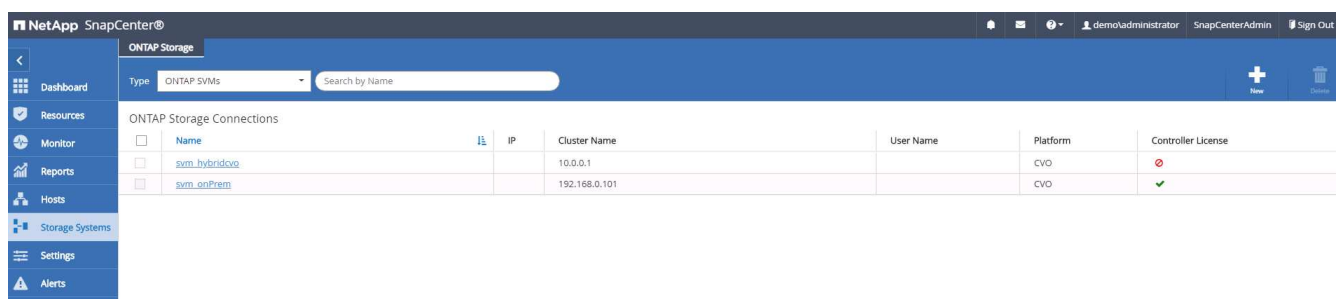 NetApp SnapCenter®
demo\administrator SnapCenterAdmin Sign Out
ONTAP Storage
Type ONTAP SVMs Search by Name
New Delete
Dashboard
Resources
Monitor
Reports
Hosts
Storage Systems
Settings
Alerts
ONTAP Storage Connections
Name IP Cluster Name User Name Platform Controller License
svm_hybridcvo 10.0.0.1 CVO
svm_onPrem 192.168.0.101 CVO